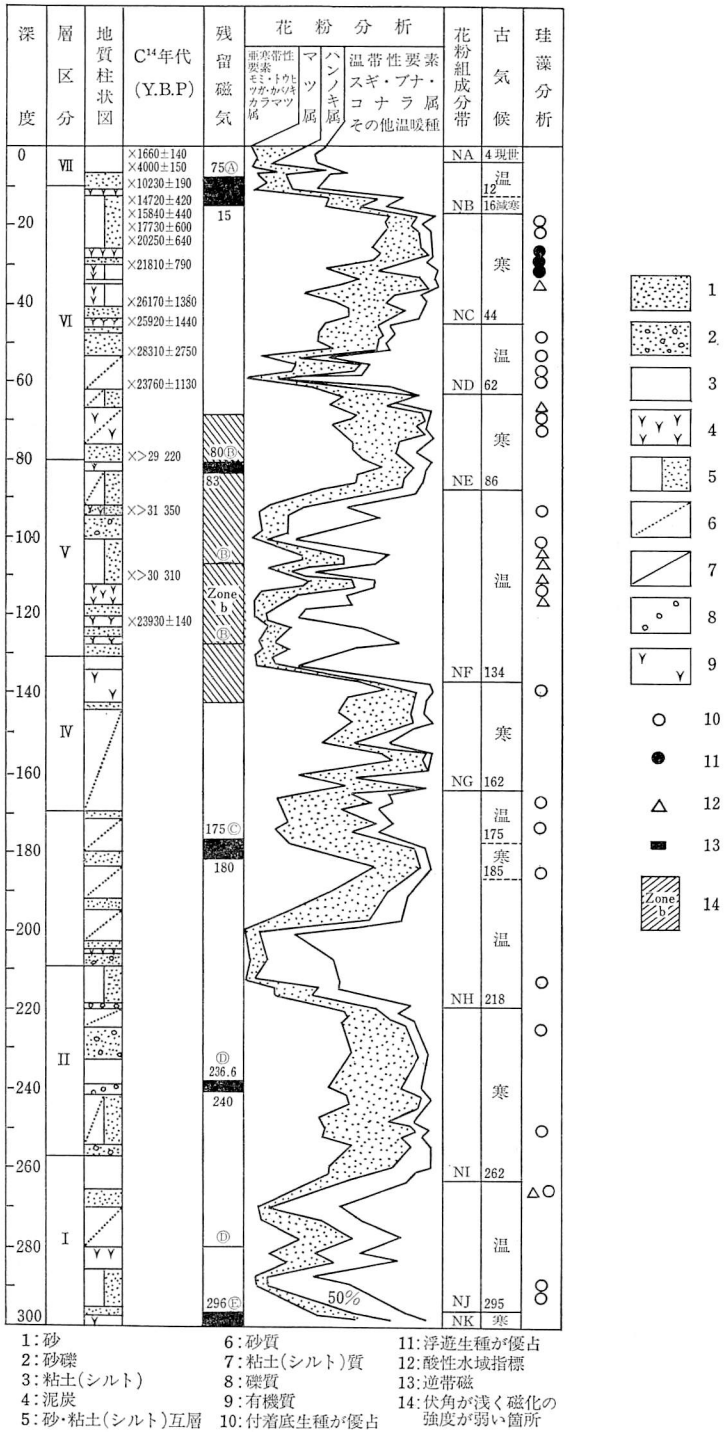 深度
層区分
地質柱状図
C¹⁴年代
(Y.B.P)
残留磁気
花粉分析
亜寒帯性
要素
モミ・トウヒ
ツガ・カバノキ
カラマツ
属
マツ属
ハンノキ属
温帯性要素
スギ・ブナ・
コナラ属
その他温暖種
花粉組成分帯
古気候
珪藻分析
0
-20
-40
-60
-80
-100
-120
-140
-160
-180
-200
-220
-240
-260
-280
300
VII
VI
V
IV
II
I
×1660±140
×4000±150
×10230±190
×14720±420
×15840±440
×17730±600
×20250±640
×21810±790
×26170±1380
×25920±1440
×28310±2750
×23760±1130
×>29 220
×>31 350
×>30 310
×23930±140
75Ⓐ
15
80Ⓑ
83
Ⓑ
Zone
b
Ⓑ
175Ⓒ
180
Ⓓ
236.6
240
Ⓓ
296Ⓔ
50%
NA
NB
NC
ND
NE
NF
NG
NH
NI
NJ
NK
4現世
温
12
16減寒
寒
44
温
62
寒
86
温
134
寒
162
温
175
寒
185
温
218
寒
262
温
295
寒
1
2
3
4
5
6
7
8
9
10
11
12
13
Zone
b
14
1:砂
2:砂礫
3:粘土(シルト)
4:泥炭
5:砂・粘土(シルト)互層
6:砂質
7:粘土(シルト)質
8:礫質
9:有機質
10:付着底生種が優占
11:浮遊生種が優占
12:酸性水域指標
13:逆帯磁
14:伏角が浅く磁化の
強度が弱い箇所